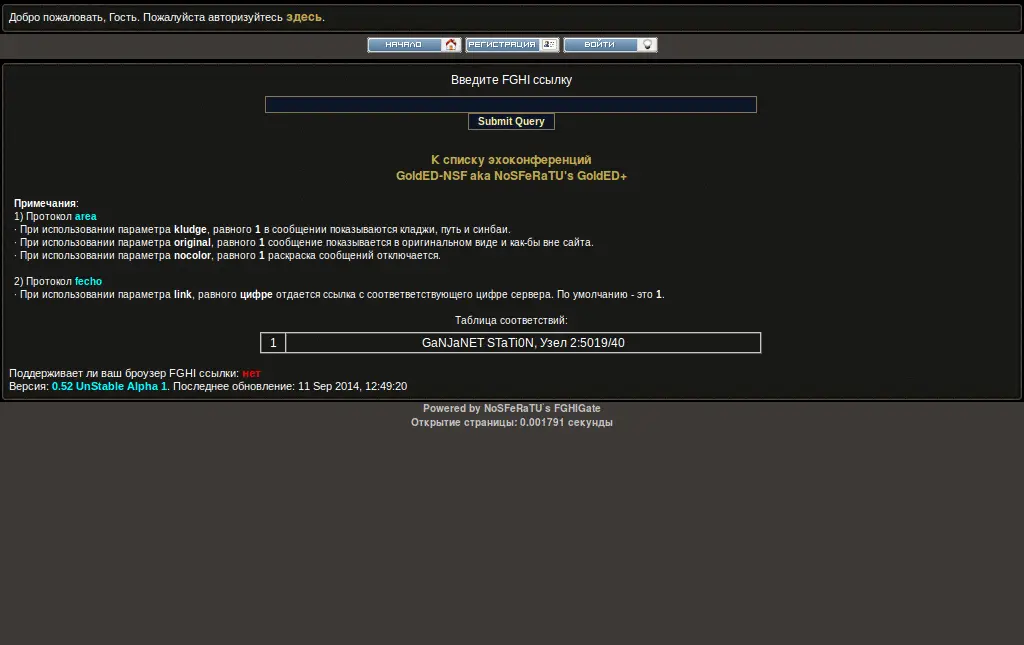 Добро пожаловать, Гость. Пожалуйста авторизуйтесь здесь.
НАЧАЛО РЕГИСТРАЦИЯ ВОЙТИ
Введите FGHI ссылку
Submit Query
К списку эхоконференций
GoldED-NSF aka NoSFeRaTU's GoldED+
Примечания:
1) Протокол area
· При использовании параметра kludge, равного 1 в сообщении показываются кладжи, путь и синбаи.
· При использовании параметра original, равного 1 сообщение показывается в оригинальном виде и как-бы вне сайта.
· При использовании параметра nocolor, равного 1 раскраска сообщений отключается.
2) Протокол fecho
· При использовании параметра link, равного цифре отдается ссылка с соответветствующего цифре сервера. По умолчанию - это 1.
Таблица соответствий:
1 GaNJaNET STaTi0N, Узел 2:5019/40
Поддерживает ли ваш броузер FGHI ссылки: нет
Версия: 0.52 UnStable Alpha 1. Последнее обновление: 11 Sep 2014, 12:49:20
Powered by NoSFeRaTU`s FGHIGate
Открытие страницы: 0.001791 секунды